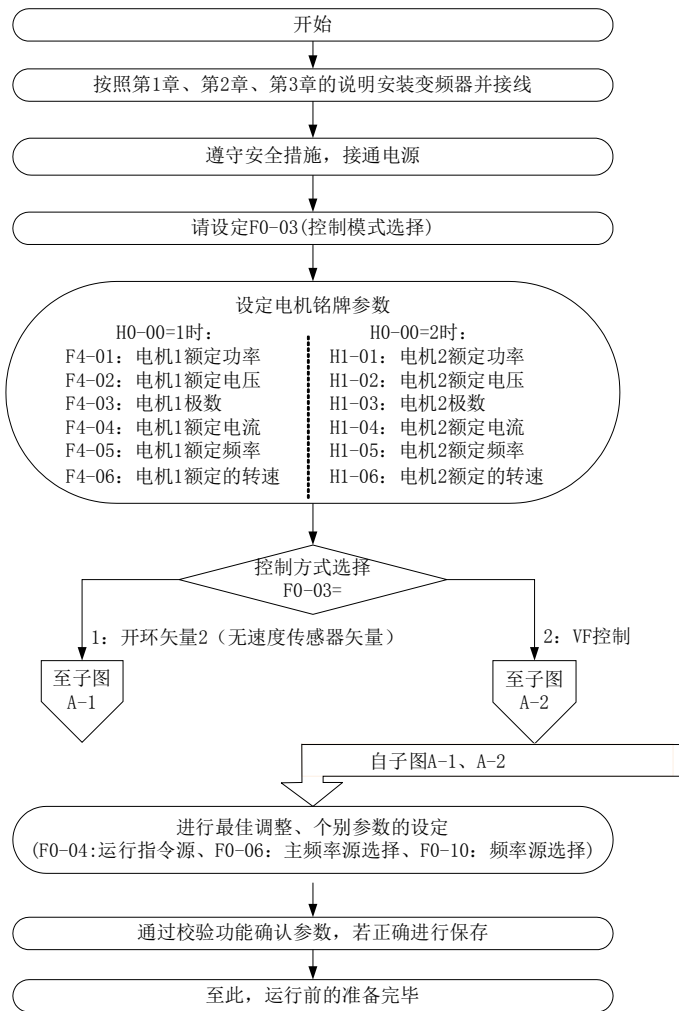 开始
按照第1章、第2章、第3章的说明安装变频器并接线
遵守安全措施，接通电源
请设定F0-03(控制模式选择)
设定电机铭牌参数
H0-00=1时：
F4-01：电机1额定功率
F4-02：电机1额定电压
F4-03：电机1极数
F4-04：电机1额定电流
F4-05：电机1额定频率
F4-06：电机1额定的转速
H0-00=2时：
H1-01：电机2额定功率
H1-02：电机2额定电压
H1-03：电机2极数
H1-04：电机2额定电流
H1-05：电机2额定频率
H1-06：电机2额定的转速
控制方式选择
F0-03=
1：开环矢量2（无速度传感器矢量）
2：VF控制
至子图
A-1
至子图
A-2
自子图A-1、A-2
进行最佳调整、个别参数的设定
(F0-04:运行指令源、F0-06：主频率源选择、F0-10：频率源选择)
通过校验功能确认参数，若正确进行保存
至此，运行前的准备完毕